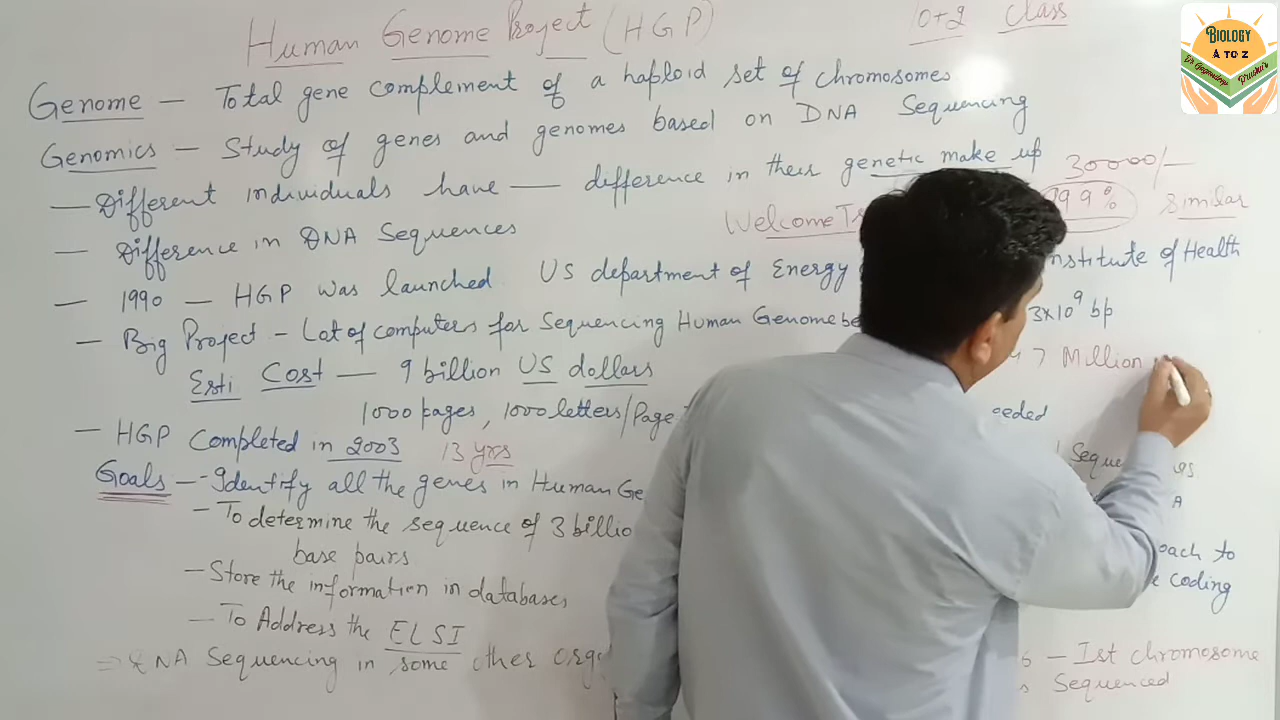 Human Genome Project (HGP) 10+2 class
BIOLOGY
A TO Z
Genome — Total gene complement of a haploid set of chromosomes
Genomics — Study of genes and genomes based on DNA Sequencing
— Different individuals have — difference in their genetic make up 30000/-
99.9% Similar
— Difference in DNA Sequences Welcome
— 1990 — HGP was launched US department of Energy nstitute of Health
— Big Project - Lot of computers for Sequencing Human Genome be 3x10⁹ bp
Esti Cost — 9 billion US dollars 7 Million
1000 pages, 1000 letters/Page eeded
— HGP Completed in 2003 13 yrs
Goals — - Identify all the genes in Human Ge
— To determine the sequence of 3 billio
base pairs oach to
— Store the information in databases coding
— To Address the ELSI
DNA Sequencing in some other orga — Ist chromosome
Sequenced